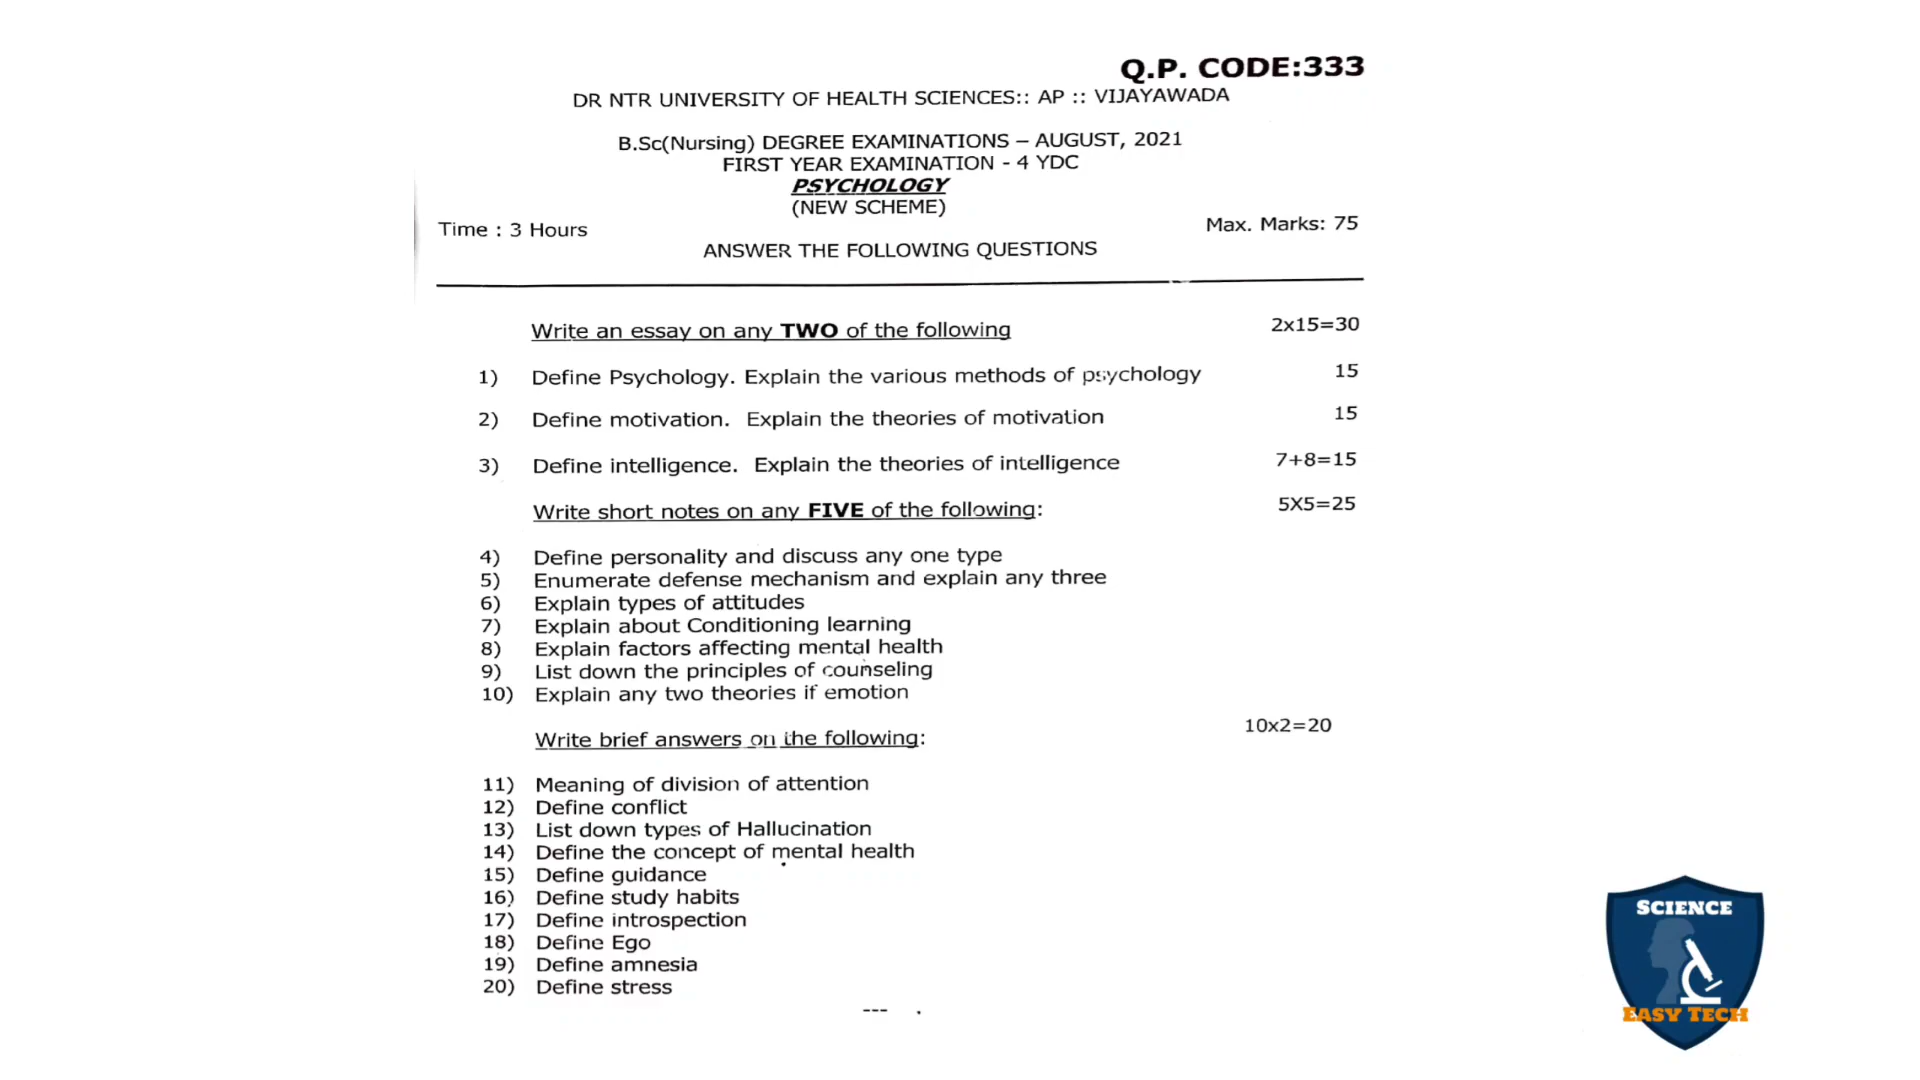 Q.P. CODE:333
DR NTR UNIVERSITY OF HEALTH SCIENCES:: AP :: VIJAYAWADA
B.Sc(Nursing) DEGREE EXAMINATIONS – AUGUST, 2021
FIRST YEAR EXAMINATION - 4 YDC
PSYCHOLOGY
(NEW SCHEME)
Time : 3 Hours Max. Marks: 75
ANSWER THE FOLLOWING QUESTIONS
Write an essay on any TWO of the following 2x15=30
1) Define Psychology. Explain the various methods of psychology 15
2) Define motivation. Explain the theories of motivation 15
3) Define intelligence. Explain the theories of intelligence 7+8=15
Write short notes on any FIVE of the following: 5X5=25
4) Define personality and discuss any one type
5) Enumerate defense mechanism and explain any three
6) Explain types of attitudes
7) Explain about Conditioning learning
8) Explain factors affecting mental health
9) List down the principles of counseling
10) Explain any two theories if emotion
Write brief answers on the following: 10x2=20
11) Meaning of division of attention
12) Define conflict
13) List down types of Hallucination
14) Define the concept of mental health
15) Define guidance
16) Define study habits
17) Define introspection
18) Define Ego
19) Define amnesia
20) Define stress
---
SCIENCE
EASY TECH